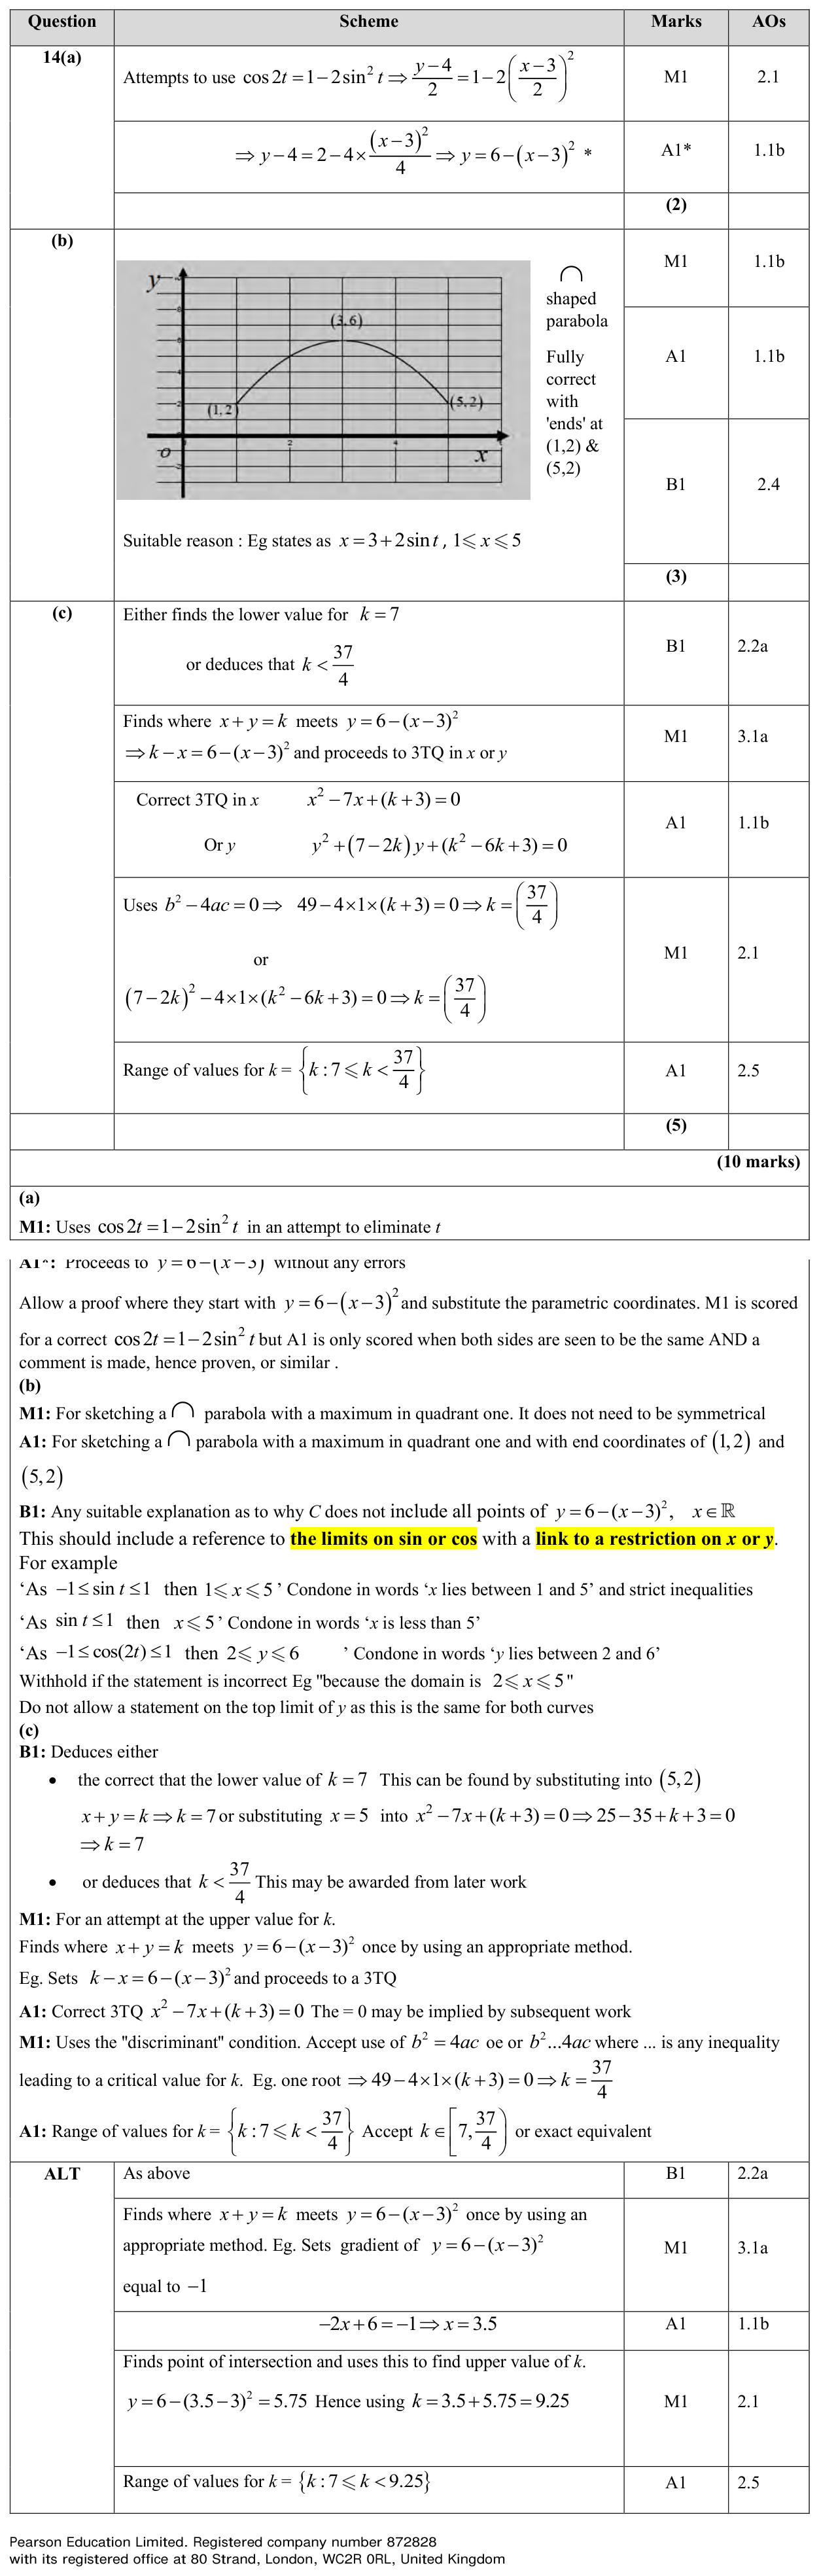 Question Scheme Marks AOs
14(a) Attempts to use cos 2t = 1 − 2sin² t ⇒ (y−4)/2 = 1 − 2((x−3)/2)² M1 2.1
⇒ y − 4 = 2 − 4 × (x−3)²/4 ⇒ y = 6 − (x−3)² * A1* 1.1b
(2)
(b) M1 1.1b
y
(3,6)
(1,2)
(5,2)
O
2
4
x
∩
shaped
parabola
Fully
correct
with
'ends' at
(1,2) &
(5,2)
A1 1.1b
B1 2.4
Suitable reason : Eg states as x = 3 + 2sin t , 1 ⩽ x ⩽ 5
(3)
(c) Either finds the lower value for k = 7
or deduces that k < 37/4 B1 2.2a
Finds where x + y = k meets y = 6 − (x−3)²
⇒ k − x = 6 − (x−3)² and proceeds to 3TQ in x or y M1 3.1a
Correct 3TQ in x x² − 7x + (k+3) = 0
Or y y² + (7−2k)y + (k² − 6k + 3) = 0 A1 1.1b
Uses b² − 4ac = 0 ⇒ 49 − 4×1×(k+3) = 0 ⇒ k = (37/4)
or
(7−2k)² − 4×1×(k² − 6k + 3) = 0 ⇒ k = (37/4) M1 2.1
Range of values for k = {k : 7 ⩽ k < 37/4} A1 2.5
(5)
(10 marks)
(a)
M1: Uses cos 2t = 1 − 2sin² t in an attempt to eliminate t
A1*: Proceeds to y = 6 − (x−3) without any errors
Allow a proof where they start with y = 6 − (x−3)² and substitute the parametric coordinates. M1 is scored
for a correct cos 2t = 1 − 2sin² t but A1 is only scored when both sides are seen to be the same AND a
comment is made, hence proven, or similar .
(b)
M1: For sketching a ∩ parabola with a maximum in quadrant one. It does not need to be symmetrical
A1: For sketching a ∩ parabola with a maximum in quadrant one and with end coordinates of (1,2) and
(5,2)
B1: Any suitable explanation as to why C does not include all points of y = 6 − (x−3)², x ∈ ℝ
This should include a reference to the limits on sin or cos with a link to a restriction on x or y.
For example
‘As −1 ≤ sin t ≤ 1 then 1 ⩽ x ⩽ 5 ’ Condone in words ‘x lies between 1 and 5’ and strict inequalities
‘As sin t ≤ 1 then x ⩽ 5 ’ Condone in words ‘x is less than 5’
‘As −1 ≤ cos(2t) ≤ 1 then 2 ⩽ y ⩽ 6 ’ Condone in words ‘y lies between 2 and 6’
Withhold if the statement is incorrect Eg "because the domain is 2 ⩽ x ⩽ 5 "
Do not allow a statement on the top limit of y as this is the same for both curves
(c)
B1: Deduces either
• the correct that the lower value of k = 7 This can be found by substituting into (5,2)
x + y = k ⇒ k = 7 or substituting x = 5 into x² − 7x + (k+3) = 0 ⇒ 25 − 35 + k + 3 = 0
⇒ k = 7
• or deduces that k < 37/4 This may be awarded from later work
M1: For an attempt at the upper value for k.
Finds where x + y = k meets y = 6 − (x−3)² once by using an appropriate method.
Eg. Sets k − x = 6 − (x−3)² and proceeds to a 3TQ
A1: Correct 3TQ x² − 7x + (k+3) = 0 The = 0 may be implied by subsequent work
M1: Uses the "discriminant" condition. Accept use of b² = 4ac oe or b²...4ac where ... is any inequality
leading to a critical value for k. Eg. one root ⇒ 49 − 4×1×(k+3) = 0 ⇒ k = 37/4
A1: Range of values for k = {k : 7 ⩽ k < 37/4} Accept k ∈ [7, 37/4) or exact equivalent
ALT As above B1 2.2a
Finds where x + y = k meets y = 6 − (x−3)² once by using an
appropriate method. Eg. Sets gradient of y = 6 − (x−3)²
equal to −1 M1 3.1a
−2x + 6 = −1 ⇒ x = 3.5 A1 1.1b
Finds point of intersection and uses this to find upper value of k.
y = 6 − (3.5−3)² = 5.75 Hence using k = 3.5 + 5.75 = 9.25 M1 2.1
Range of values for k = {k : 7 ⩽ k < 9.25} A1 2.5
Pearson Education Limited. Registered company number 872828
with its registered office at 80 Strand, London, WC2R 0RL, United Kingdom